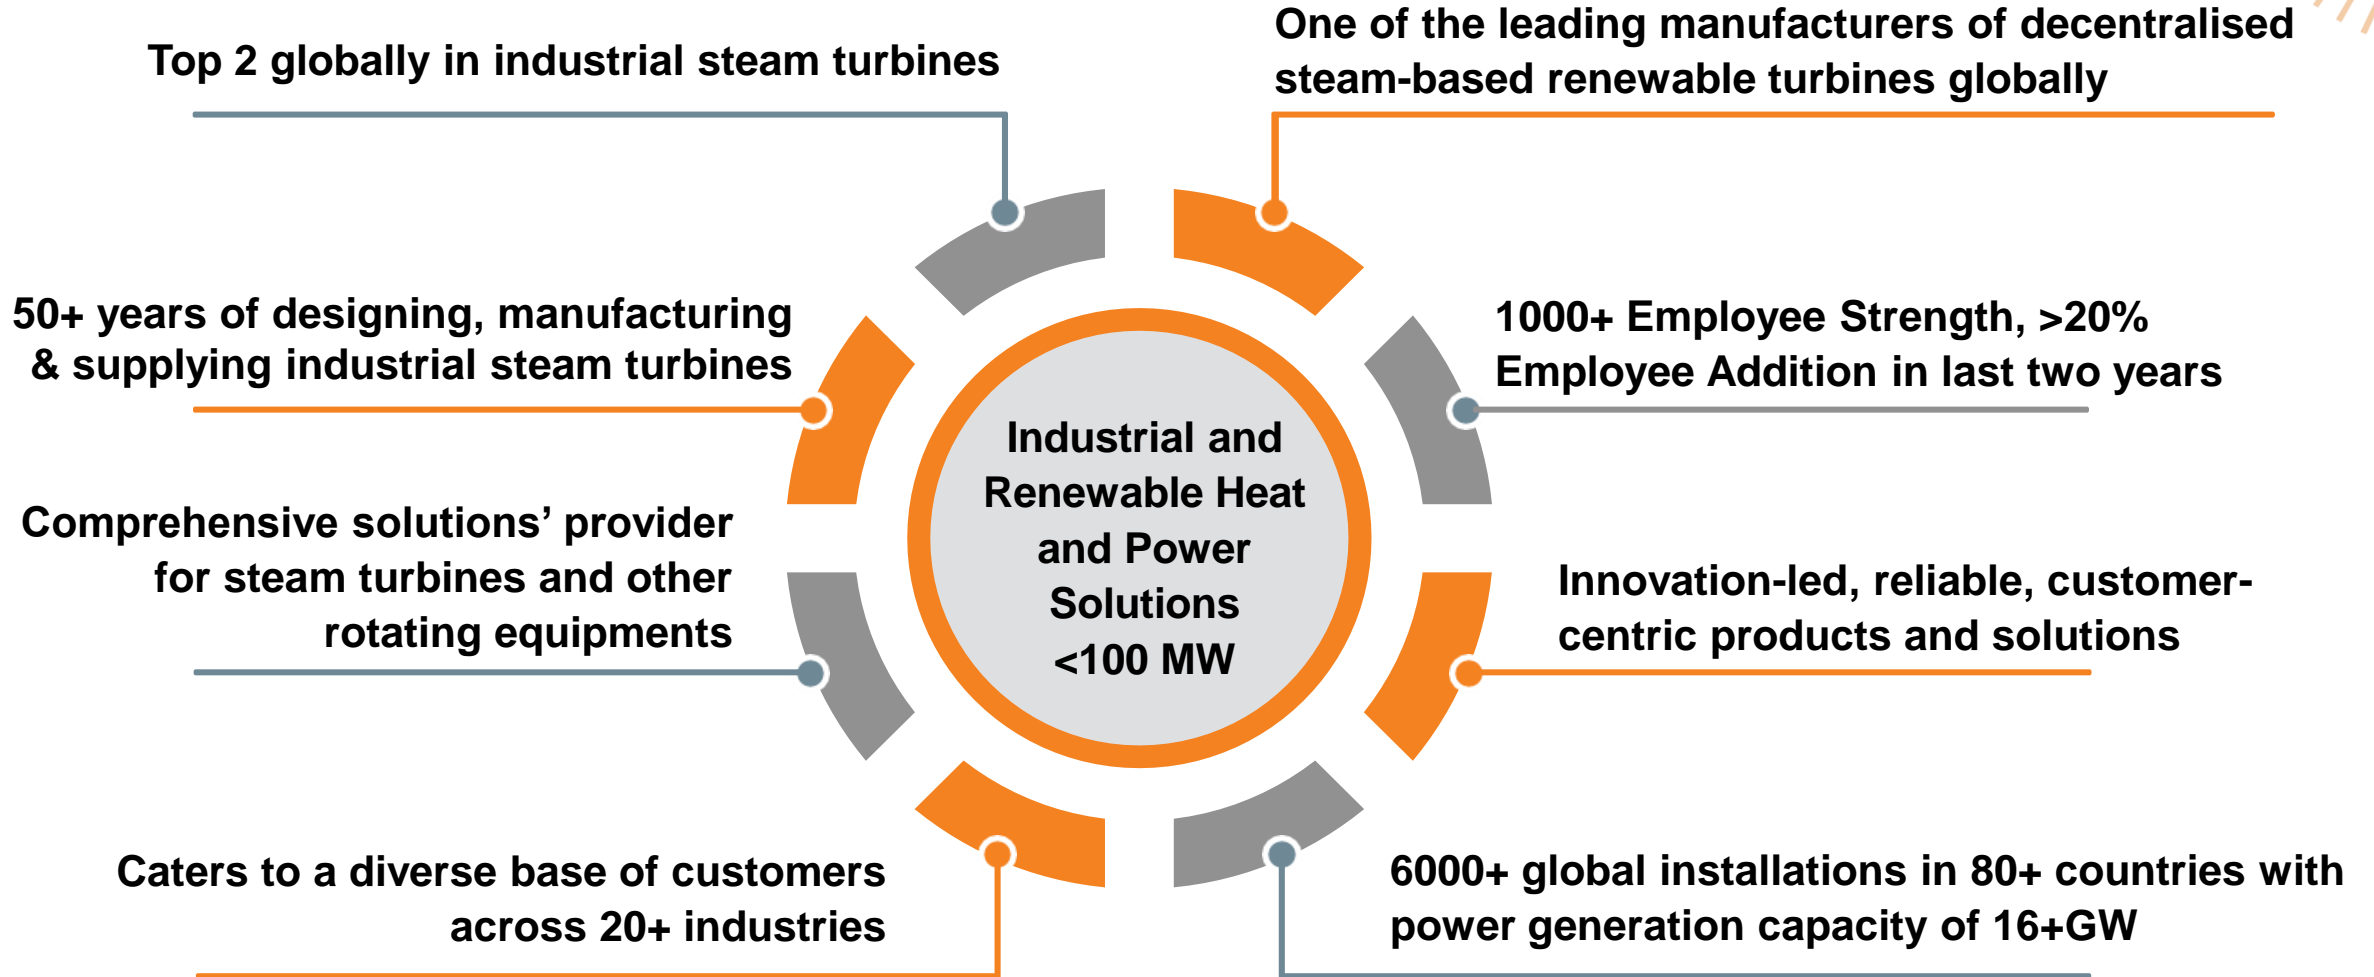 Top 2 globally in industrial steam turbines
One of the leading manufacturers of decentralised
steam-based renewable turbines globally
50+ years of designing, manufacturing
& supplying industrial steam turbines
1000+ Employee Strength, >20%
Employee Addition in last two years
Industrial and
Renewable Heat
and Power
Solutions
<100 MW
Comprehensive solutions’ provider
for steam turbines and other
rotating equipments
Innovation-led, reliable, customer-
centric products and solutions
Caters to a diverse base of customers
across 20+ industries
6000+ global installations in 80+ countries with
power generation capacity of 16+GW